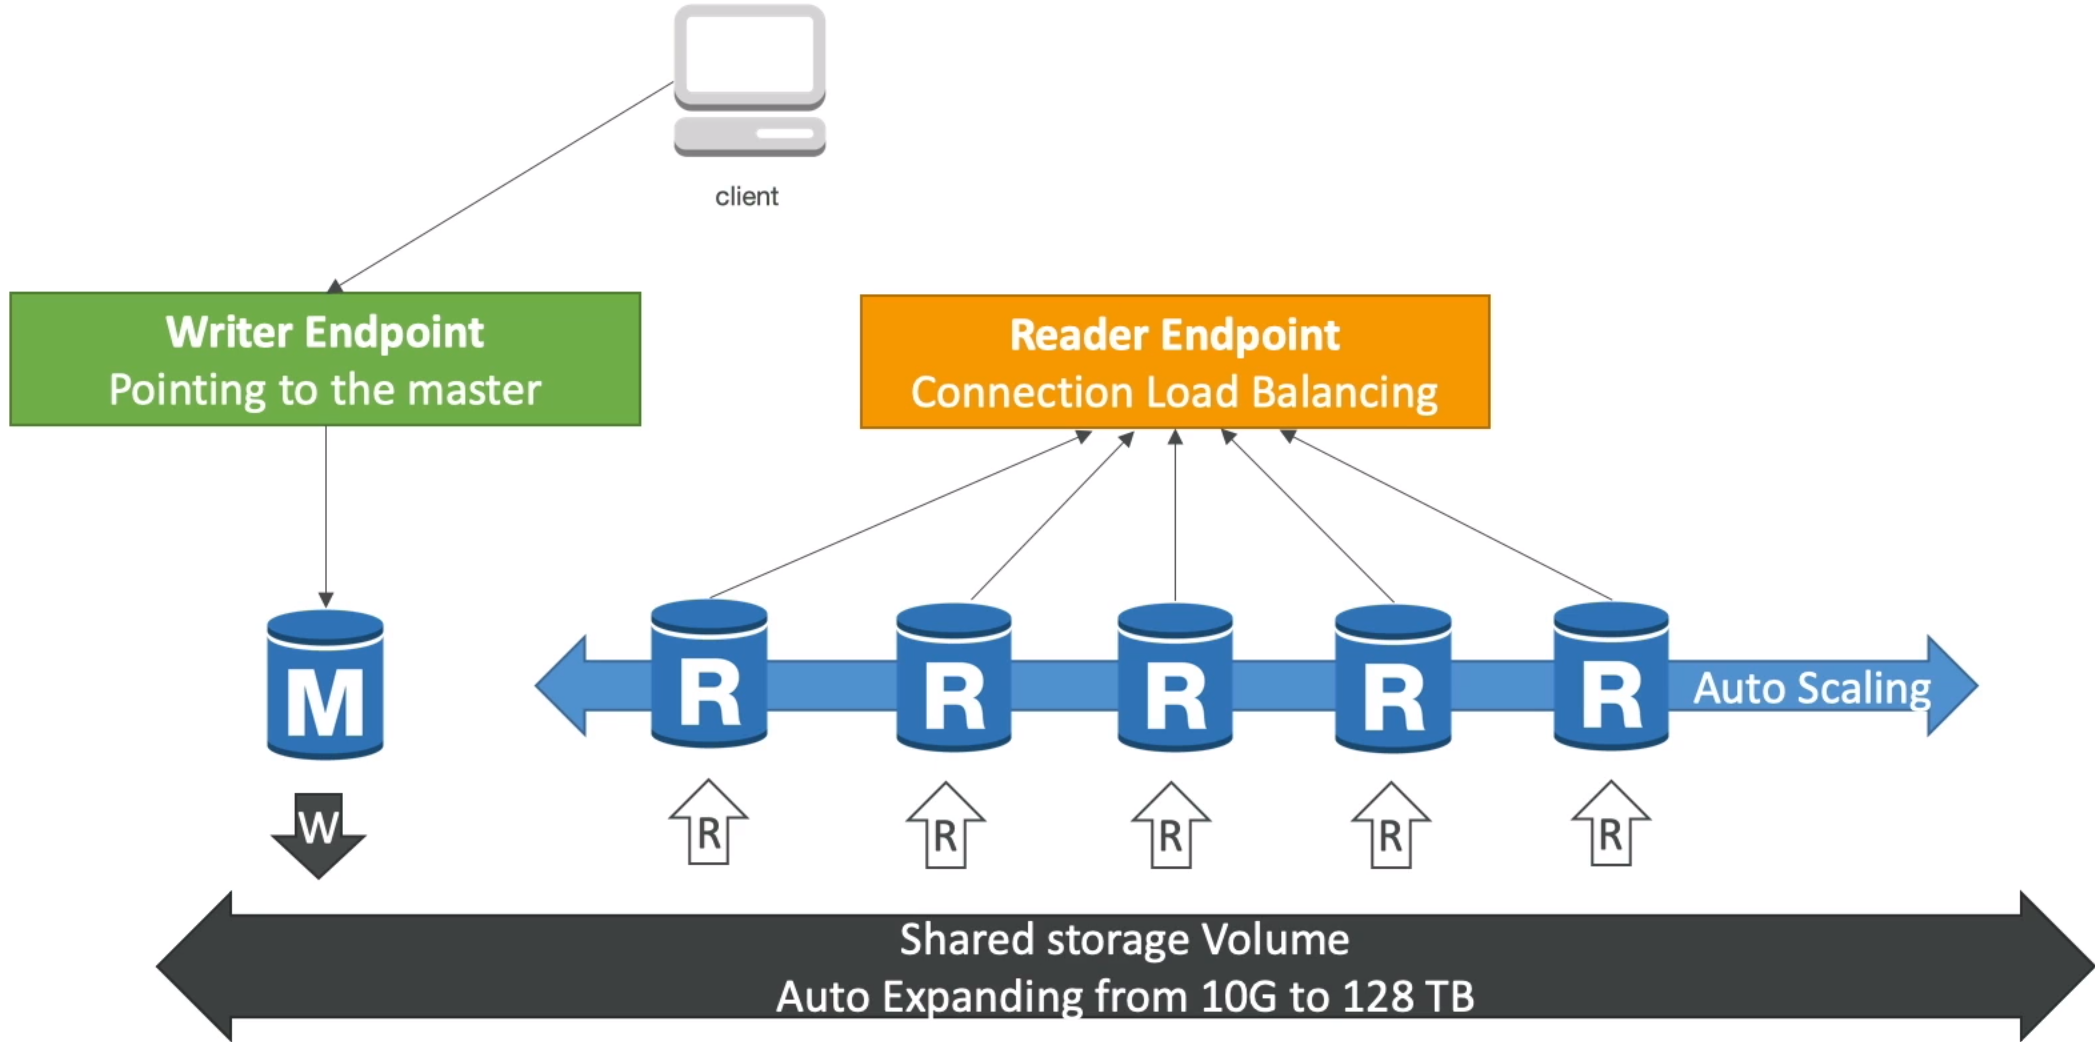 client
Writer Endpoint
Pointing to the master
Reader Endpoint
Connection Load Balancing
M
R
R
R
R
R
Auto Scaling
W
R
R
R
R
R
Shared storage Volume
Auto Expanding from 10G to 128 TB